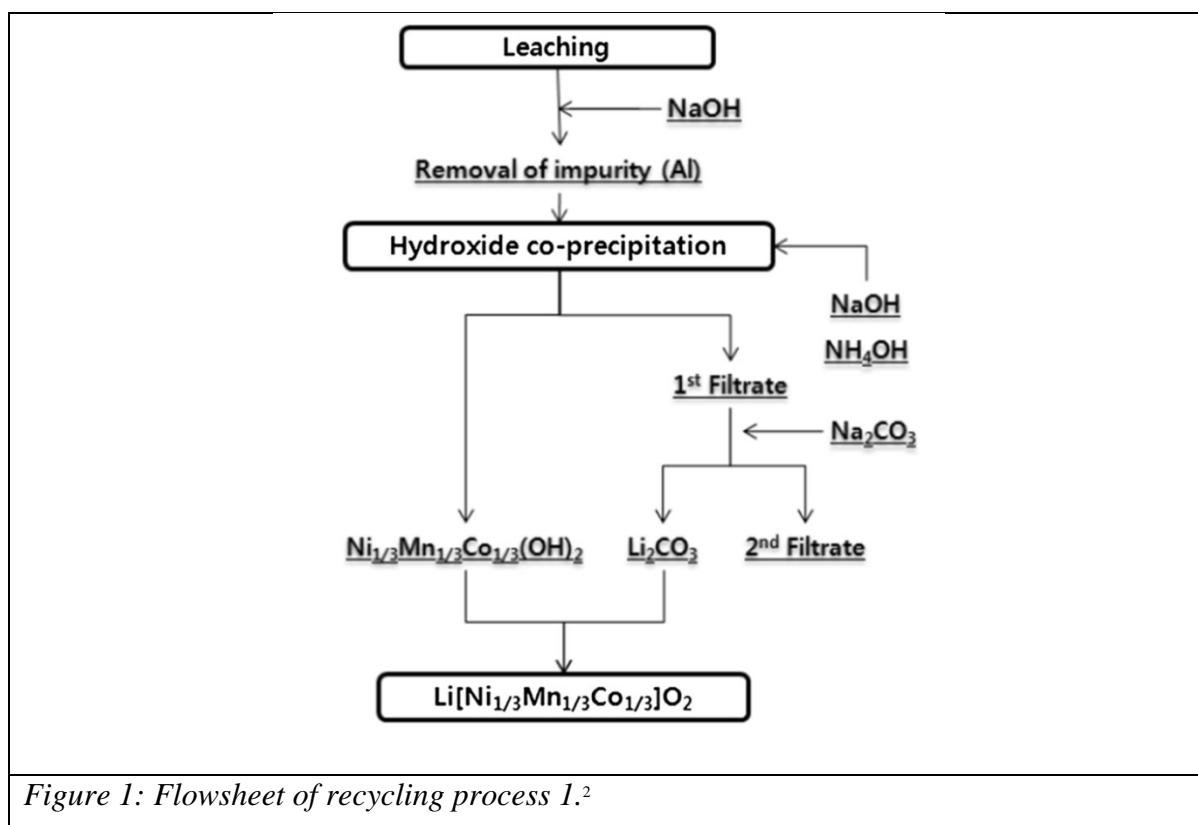 Leaching
NaOH
Removal of impurity (Al)
Hydroxide co-precipitation
NaOH
NH₄OH
1st Filtrate
Na₂CO₃
Ni₁/₃Mn₁/₃Co₁/₃(OH)₂
Li₂CO₃
2nd Filtrate
Li[Ni₁/₃Mn₁/₃Co₁/₃]O₂
Figure 1: Flowsheet of recycling process 1.²